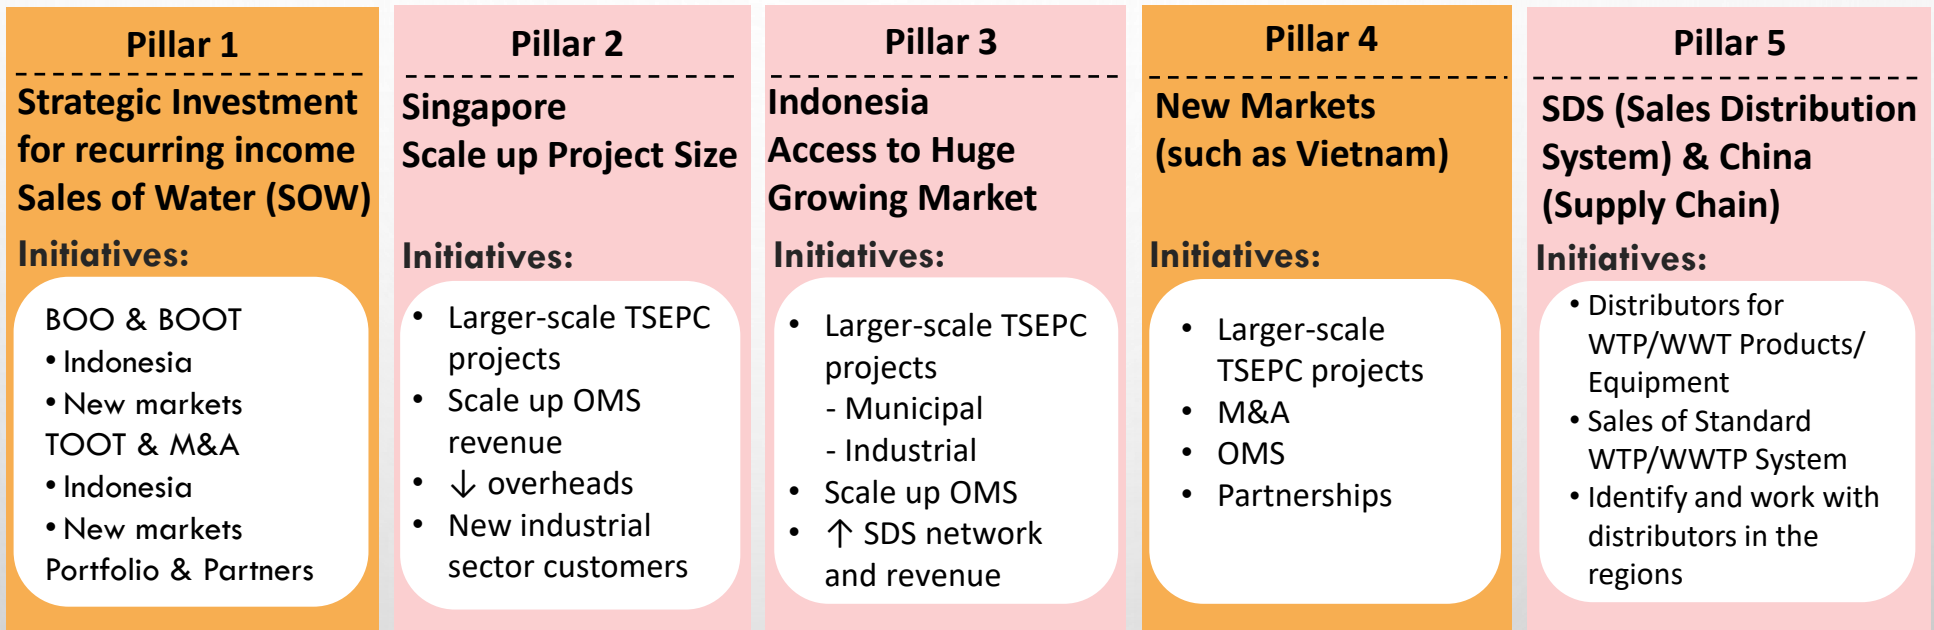 Pillar 1
Strategic Investment
for recurring income
Sales of Water (SOW)
Initiatives:
BOO & BOOT
• Indonesia
• New markets
TOOT & M&A
• Indonesia
• New markets
Portfolio & Partners
Pillar 2
Singapore
Scale up Project Size
Initiatives:
• Larger-scale TSEPC
projects
• Scale up OMS
revenue
• ↓ overheads
• New industrial
sector customers
Pillar 3
Indonesia
Access to Huge
Growing Market
Initiatives:
• Larger-scale TSEPC
projects
- Municipal
- Industrial
• Scale up OMS
• ↑ SDS network
and revenue
Pillar 4
New Markets
(such as Vietnam)
Initiatives:
• Larger-scale
TSEPC projects
• M&A
• OMS
• Partnerships
Pillar 5
SDS (Sales Distribution
System) & China
(Supply Chain)
Initiatives:
• Distributors for
WTP/WWT Products/
Equipment
• Sales of Standard
WTP/WWTP System
• Identify and work with
distributors in the
regions